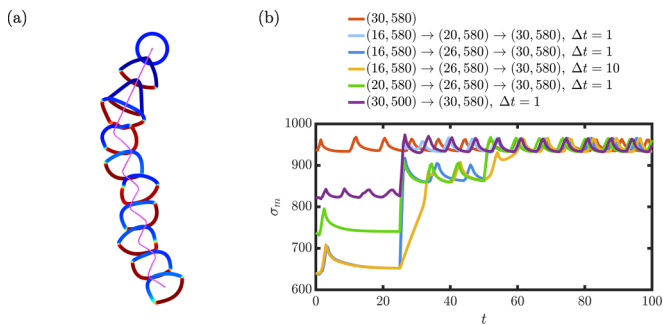 (a)
(b)
(30, 580)
(16, 580) → (20, 580) → (30, 580), Δt = 1
(16, 580) → (26, 580) → (30, 580), Δt = 1
(16, 580) → (26, 580) → (30, 580), Δt = 10
(20, 580) → (26, 580) → (30, 580), Δt = 1
(30, 500) → (30, 580), Δt = 1
1000
900
800
700
600
σₘ
0 20 40 60 80 100
t